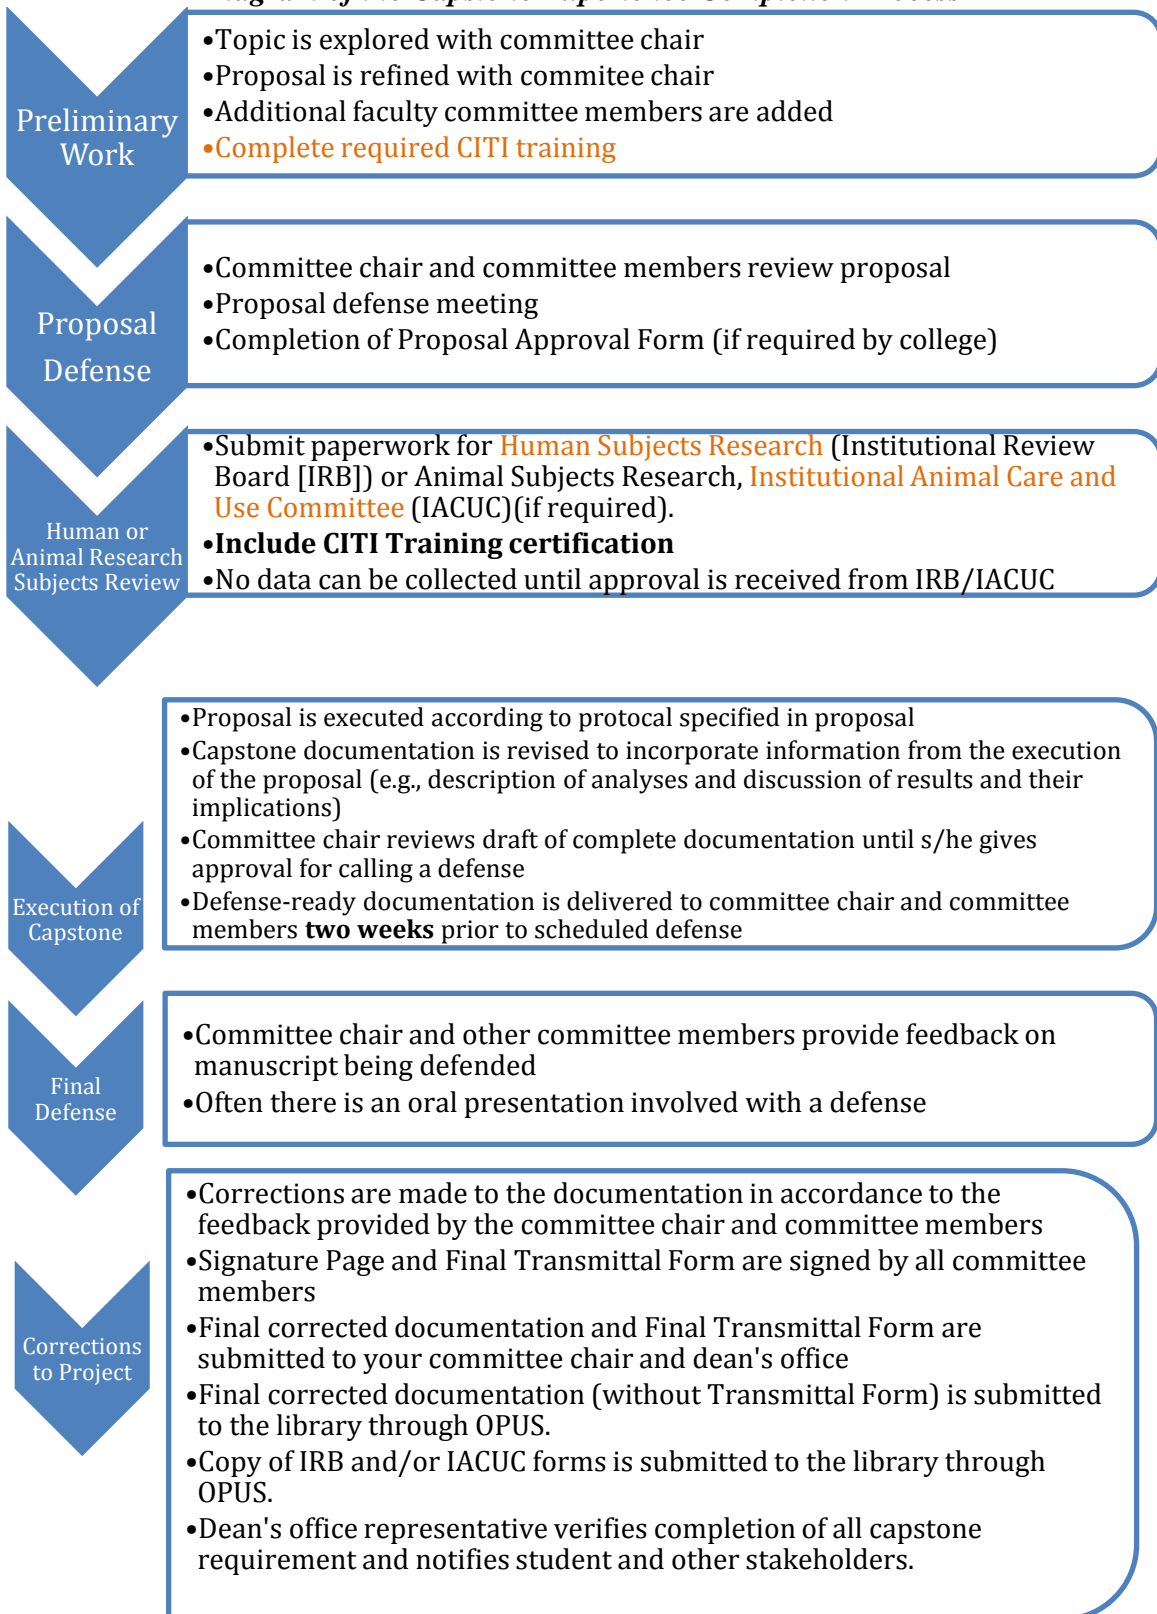 Preliminary
Work
•Topic is explored with committee chair
•Proposal is refined with commitee chair
•Additional faculty committee members are added
•Complete required CITI training
Proposal
Defense
•Committee chair and committee members review proposal
•Proposal defense meeting
•Completion of Proposal Approval Form (if required by college)
Human or
Animal Research
Subjects Review
•Submit paperwork for Human Subjects Research (Institutional Review
Board [IRB]) or Animal Subjects Research, Institutional Animal Care and
Use Committee (IACUC)(if required).
•Include CITI Training certification
•No data can be collected until approval is received from IRB/IACUC
Execution of
Capstone
•Proposal is executed according to protocal specified in proposal
•Capstone documentation is revised to incorporate information from the execution
of the proposal (e.g., description of analyses and discussion of results and their
implications)
•Committee chair reviews draft of complete documentation until s/he gives
approval for calling a defense
•Defense-ready documentation is delivered to committee chair and committee
members two weeks prior to scheduled defense
Final
Defense
•Committee chair and other committee members provide feedback on
manuscript being defended
•Often there is an oral presentation involved with a defense
Corrections
to Project
•Corrections are made to the documentation in accordance to the
feedback provided by the committee chair and committee members
•Signature Page and Final Transmittal Form are signed by all committee
members
•Final corrected documentation and Final Transmittal Form are
submitted to your committee chair and dean's office
•Final corrected documentation (without Transmittal Form) is submitted
to the library through OPUS.
•Copy of IRB and/or IACUC forms is submitted to the library through
OPUS.
•Dean's office representative verifies completion of all capstone
requirement and notifies student and other stakeholders.